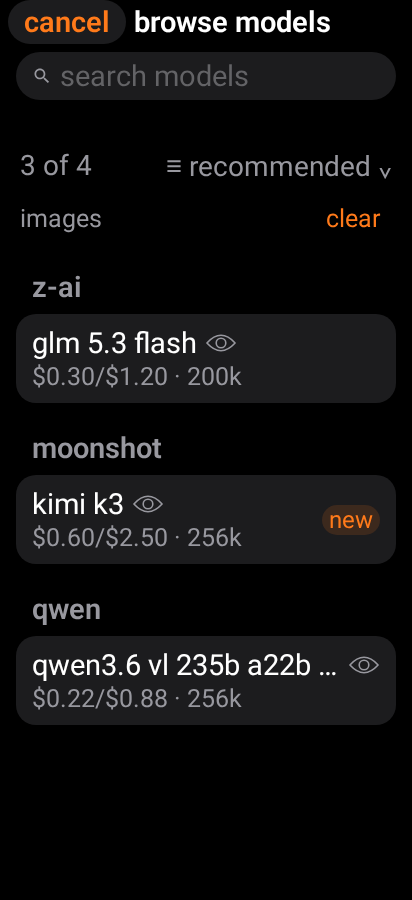 cancel browse models
search models
3 of 4 recommended
images clear
z-ai
glm 5.3 flash
$0.30/$1.20 · 200k
moonshot
kimi k3
$0.60/$2.50 · 256k
new
qwen
qwen3.6 vl 235b a22b ...
$0.22/$0.88 · 256k